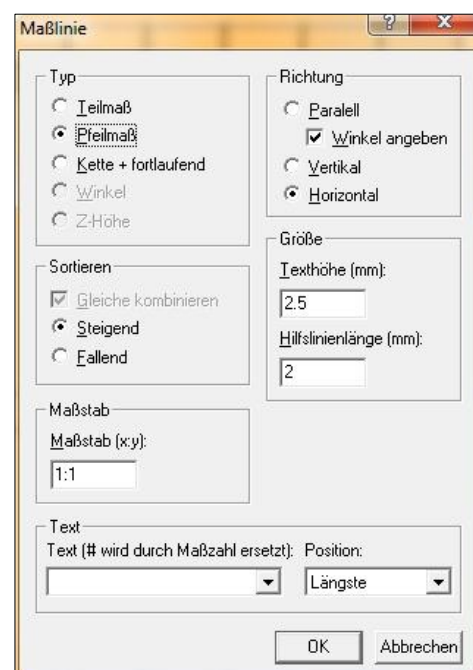 Maßlinie
Typ
Teilmaß
Pfeilmaß
Kette + fortlaufend
Winkel
Z-Höhe
Richtung
Paralell
Winkel angeben
Vertikal
Horizontal
Sortieren
Gleiche kombinieren
Steigend
Fallend
Größe
Texthöhe (mm):
2.5
Hilfslinienlänge (mm):
2
Maßstab
Maßstab (x:y):
1:1
Text
Text (# wird durch Maßzahl ersetzt): Position:
Längste
OK Abbrechen